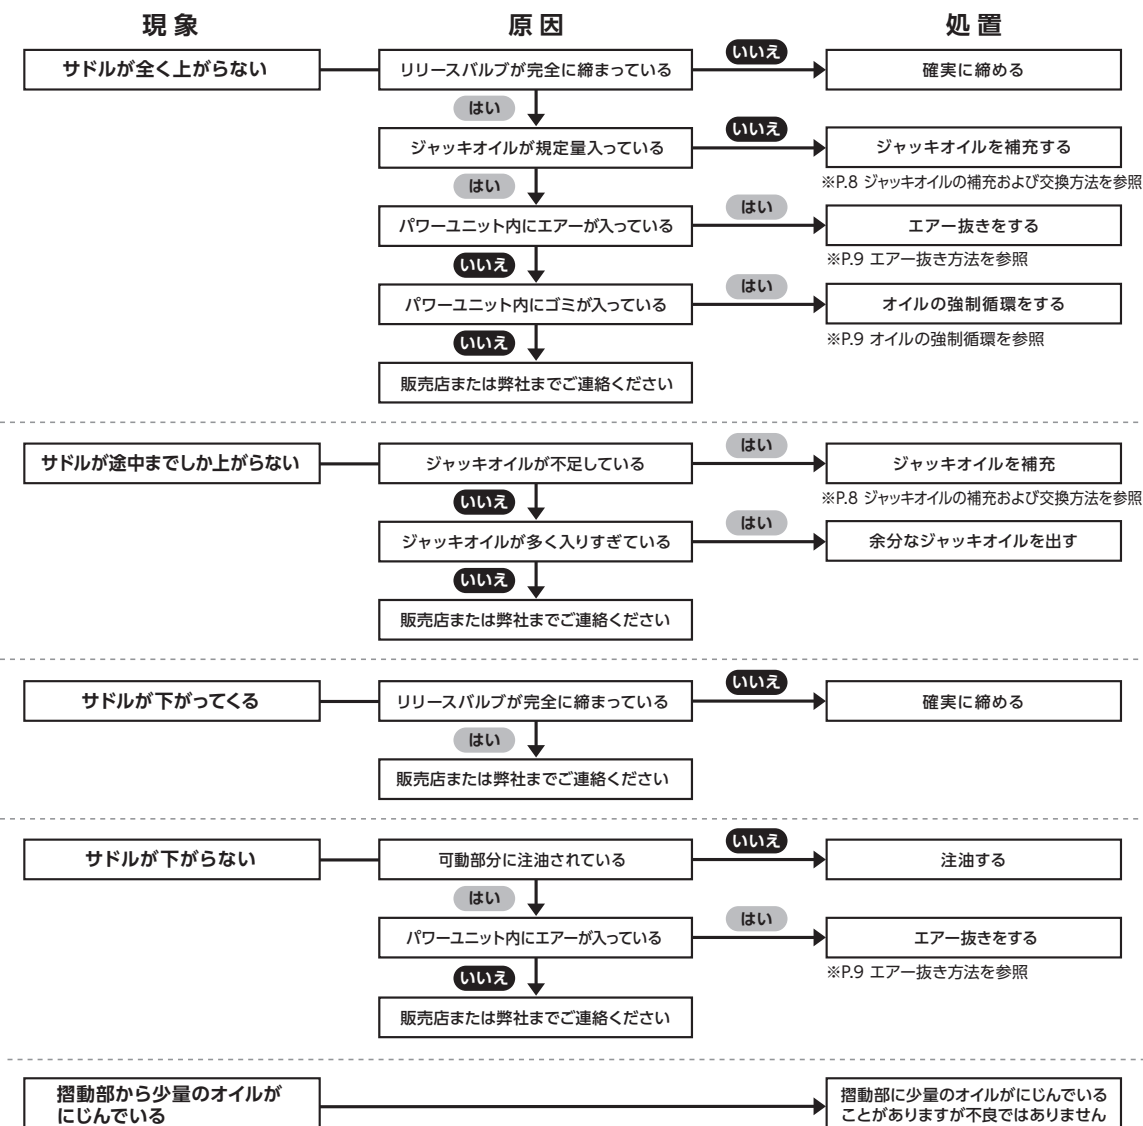 現象 原因 処置
サドルが全く上がらない リリースバルブが完全に締まっている いいえ 確実に締める
はい
ジャッキオイルが規定量入っている いいえ ジャッキオイルを補充する
※P.8 ジャッキオイルの補充および交換方法を参照
はい
パワーユニット内にエアーが入っている はい エアー抜きをする
※P.9 エアー抜き方法を参照
いいえ
パワーユニット内にゴミが入っている はい オイルの強制循環をする
※P.9 オイルの強制循環を参照
いいえ
販売店または弊社までご連絡ください
サドルが途中までしか上がらない ジャッキオイルが不足している はい ジャッキオイルを補充
※P.8 ジャッキオイルの補充および交換方法を参照
いいえ
ジャッキオイルが多く入りすぎている はい 余分なジャッキオイルを出す
いいえ
販売店または弊社までご連絡ください
サドルが下がってくる リリースバルブが完全に締まっている いいえ 確実に締める
はい
販売店または弊社までご連絡ください
サドルが下がらない 可動部分に注油されている いいえ 注油する
はい
パワーユニット内にエアーが入っている はい エアー抜きをする
※P.9 エアー抜き方法を参照
いいえ
販売店または弊社までご連絡ください
摺動部から少量のオイルが
にじんでいる
摺動部に少量のオイルがにじんでいる
ことがありますが不良ではありません